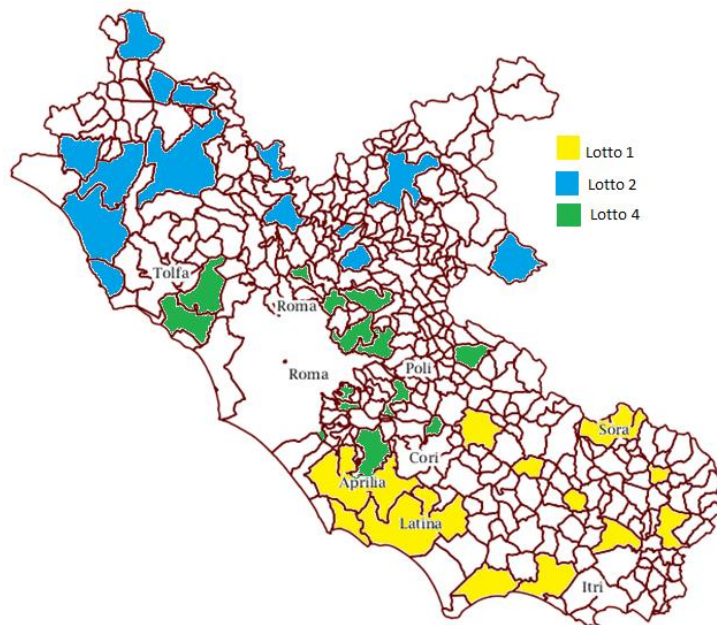 Lotto 1
Lotto 2
Lotto 4
Tolfa
Roma
Roma
Poli
Sora
Cori
Aprilia
Latina
Itri